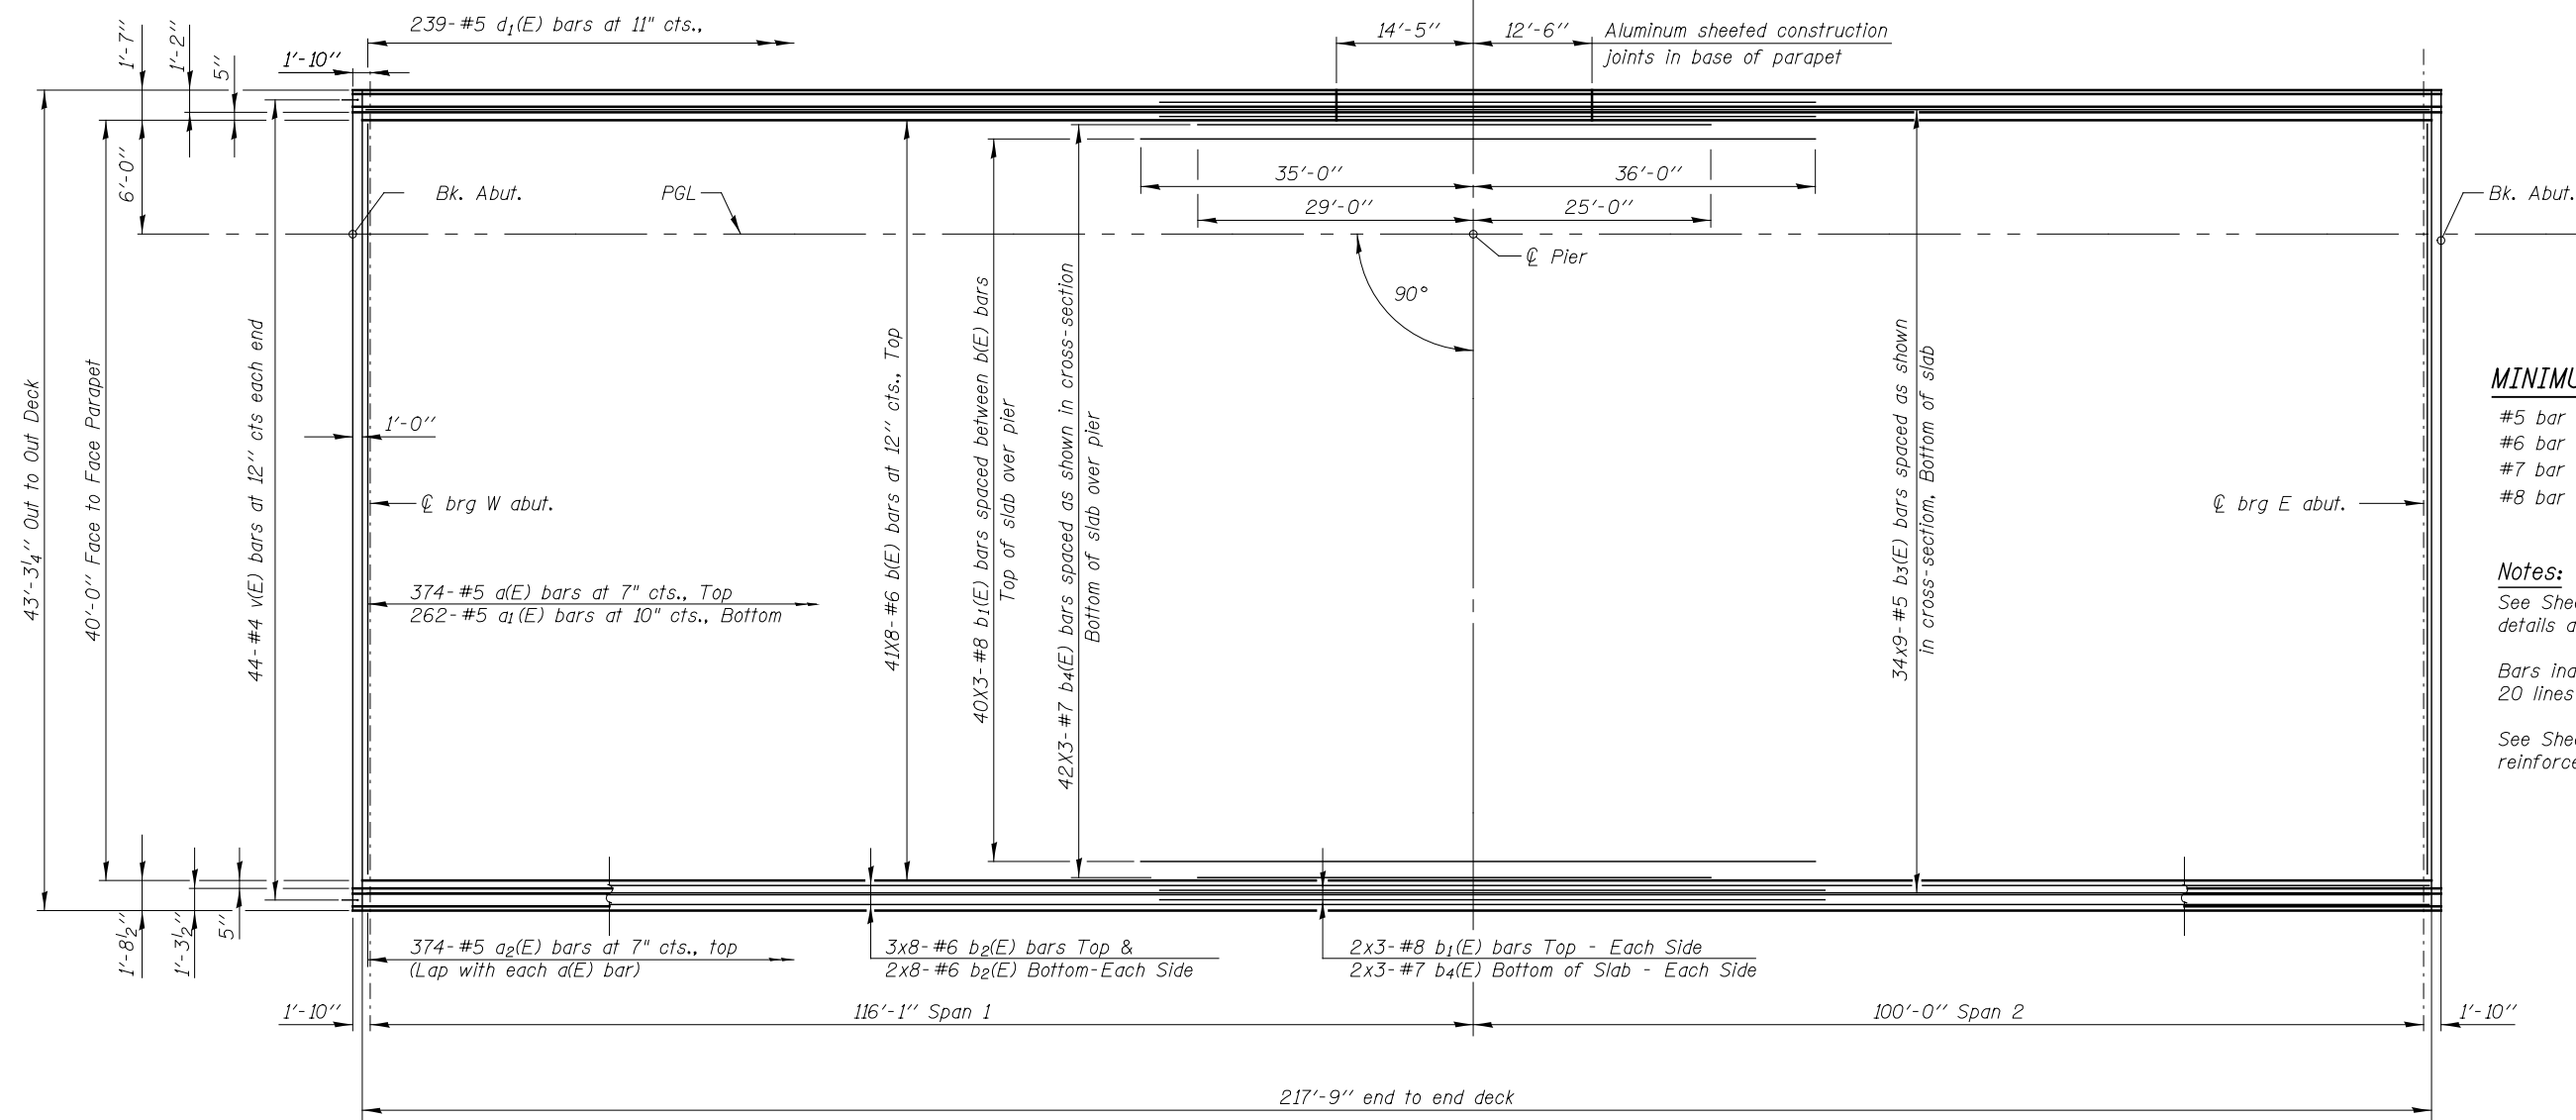 239-#5 d1(E) bars at 11" cts.,
14'-5"
12'-6"
Aluminum sheeted construction
joints in base of parapet
1'-7"
1'-2"
5"
1'-10"
6'-0"
Bk. Abut.
PGL
35'-0"
36'-0"
29'-0"
25'-0"
Bk. Abut.
℄ Pier
90°
43'-3¼" Out to Out Deck
40'-0" Face to Face Parapet
44-#4 v(E) bars at 12" cts each end
1'-0"
41X8-#6 b(E) bars at 12" cts., Top
40X3-#8 b1(E) bars spaced between b(E) bars
Top of slab over pier
42X3-#7 b4(E) bars spaced as shown in cross-section
Bottom of slab over pier
34x9-#5 b3(E) bars spaced as shown
in cross-section, Bottom of slab
MINIMU
#5 bar
#6 bar
#7 bar
#8 bar
℄ brg W abut.
℄ brg E abut.
Notes:
See Shee
details a
Bars ind
20 lines
See Shee
reinforce
374-#5 a(E) bars at 7" cts., Top
262-#5 a1(E) bars at 10" cts., Bottom
1'-8½"
1'-3½"
5"
374-#5 a2(E) bars at 7" cts., top
(Lap with each a(E) bar)
3x8-#6 b2(E) bars Top &
2x8-#6 b2(E) Bottom-Each Side
2x3-#8 b1(E) bars Top - Each Side
2x3-#7 b4(E) Bottom of Slab - Each Side
1'-10"
116'-1" Span 1
100'-0" Span 2
1'-10"
217'-9" end to end deck